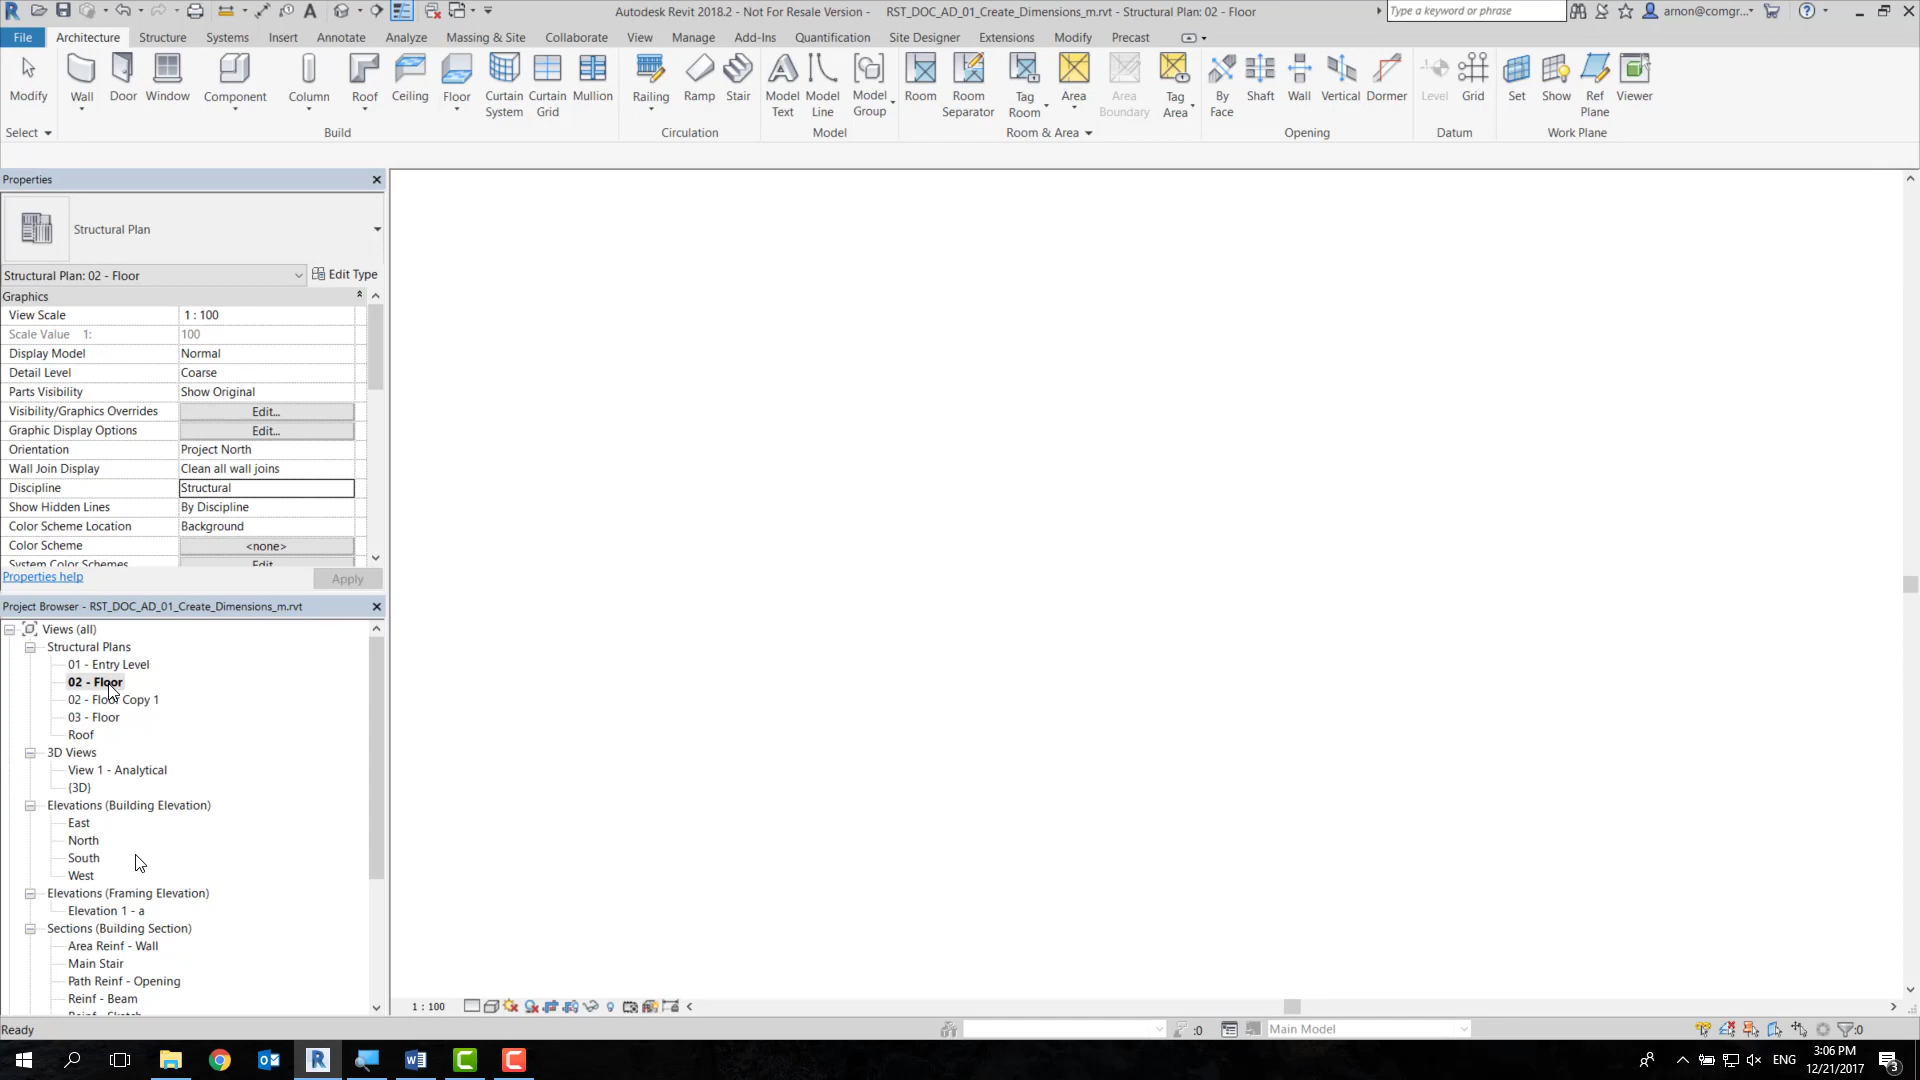 Autodesk Revit 2018.2 - Not For Resale Version - RST_DOC_AD_01_Create_Dimensions_m.rvt - Structural Plan: 02 - Floor
Type a keyword or phrase
arnon@comgr...
File Architecture Structure Systems Insert Annotate Analyze Massing & Site Collaborate View Manage Add-Ins Quantification Site Designer Extensions Modify Precast
Modify Wall Door Window Component Column Roof Ceiling Floor Curtain System Curtain Grid Mullion Railing Ramp Stair Model Text Model Line Model Group Room Room Separator Tag Room Area Area Boundary Tag Area By Face Shaft Wall Vertical Dormer Level Grid Set Show Ref Plane Viewer
Select Build Circulation Model Room & Area Opening Datum Work Plane
Properties
Structural Plan
Structural Plan: 02 - Floor Edit Type
Graphics
View Scale 1 : 100
Scale Value 1: 100
Display Model Normal
Detail Level Coarse
Parts Visibility Show Original
Visibility/Graphics Overrides Edit...
Graphic Display Options Edit...
Orientation Project North
Wall Join Display Clean all wall joins
Discipline Structural
Show Hidden Lines By Discipline
Color Scheme Location Background
Color Scheme <none>
System Color Schemes Edit
Properties help Apply
Project Browser - RST_DOC_AD_01_Create_Dimensions_m.rvt
Views (all)
Structural Plans
01 - Entry Level
02 - Floor
02 - Floor Copy 1
03 - Floor
Roof
3D Views
View 1 - Analytical
{3D}
Elevations (Building Elevation)
East
North
South
West
Elevations (Framing Elevation)
Elevation 1 - a
Sections (Building Section)
Area Reinf - Wall
Main Stair
Path Reinf - Opening
Reinf - Beam
1 : 100
Ready :0 Main Model :0
ENG
3:06 PM
12/21/2017
3